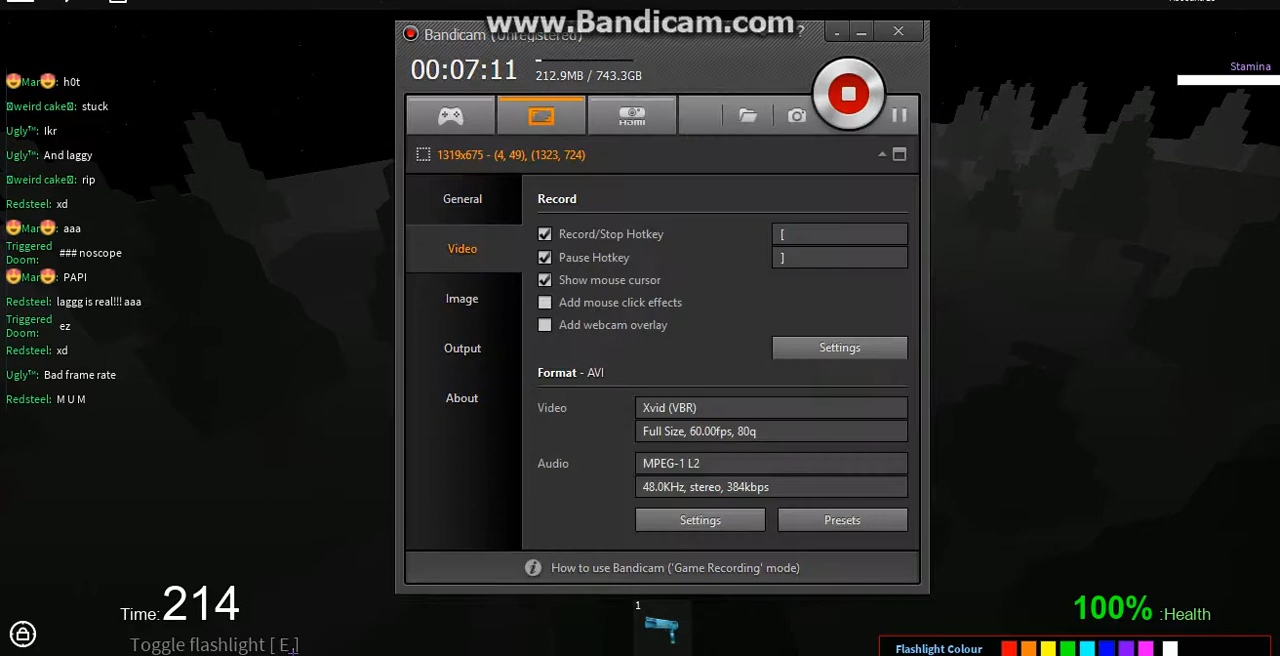 www.Bandicam.com
Bandicam (Unregistered)
?
00:07:11
212.9MB / 743.3GB
Stamina
HDMI
1319x675 - (4, 49), (1323, 724)
General
Video
Image
Output
About
Record
Record/Stop Hotkey
[
Pause Hotkey
]
Show mouse cursor
Add mouse click effects
Add webcam overlay
Settings
Format - AVI
Video
Xvid (VBR)
Full Size, 60.00fps, 80q
Audio
MPEG-1 L2
48.0KHz, stereo, 384kbps
Settings
Presets
How to use Bandicam ('Game Recording' mode)
😍Mar😍: h0t
weird cake: stuck
Ugly™: Ikr
Ugly™: And laggy
weird cake: rip
Redsteel: xd
😍Mar😍: aaa
Triggered
Doom: ### noscope
😍Mar😍: PAPI
Redsteel: laggg is real!!! aaa
Triggered
Doom: ez
Redsteel: xd
Ugly™: Bad frame rate
Redsteel: M U M
Time: 214
Toggle flashlight [ E ]
1
100% :Health
Flashlight Colour